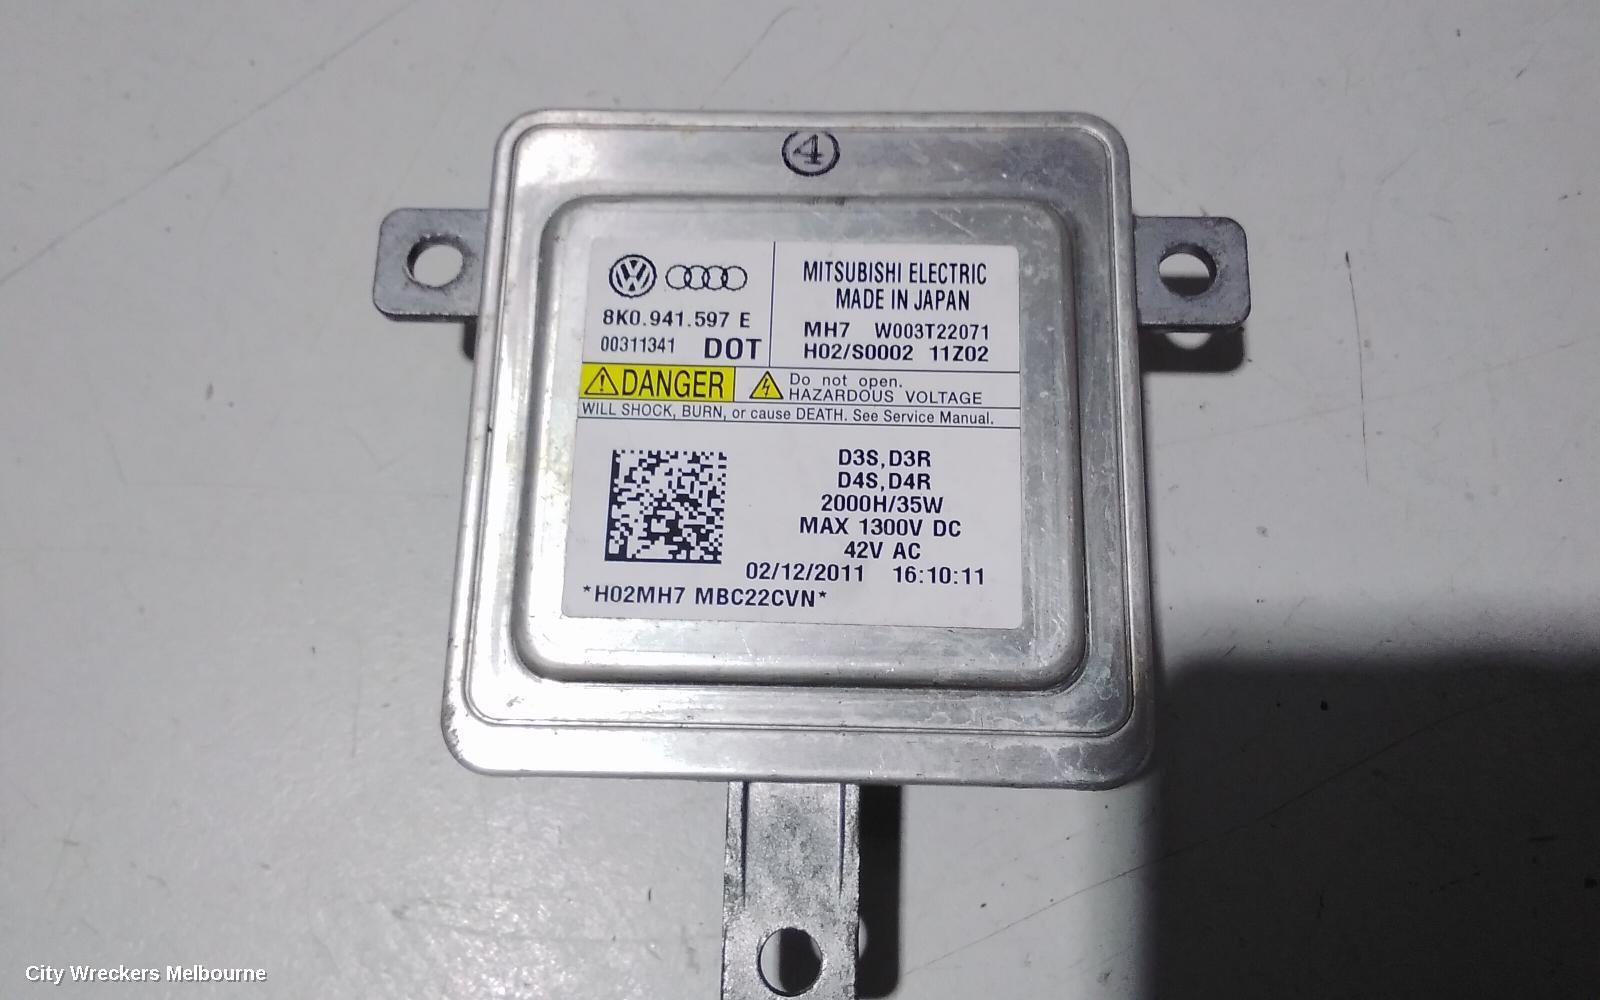 4
8K0.941.597 E
00311341 DOT
MITSUBISHI ELECTRIC
MADE IN JAPAN
MH7 W003T22071
H02/S0002 11Z02
DANGER
Do not open.
HAZARDOUS VOLTAGE
WILL SHOCK, BURN, or cause DEATH. See Service Manual.
D3S,D3R
D4S,D4R
2000H/35W
MAX 1300V DC
42V AC
02/12/2011 16:10:11
*H02MH7 MBC22CVN*
City Wreckers Melbourne